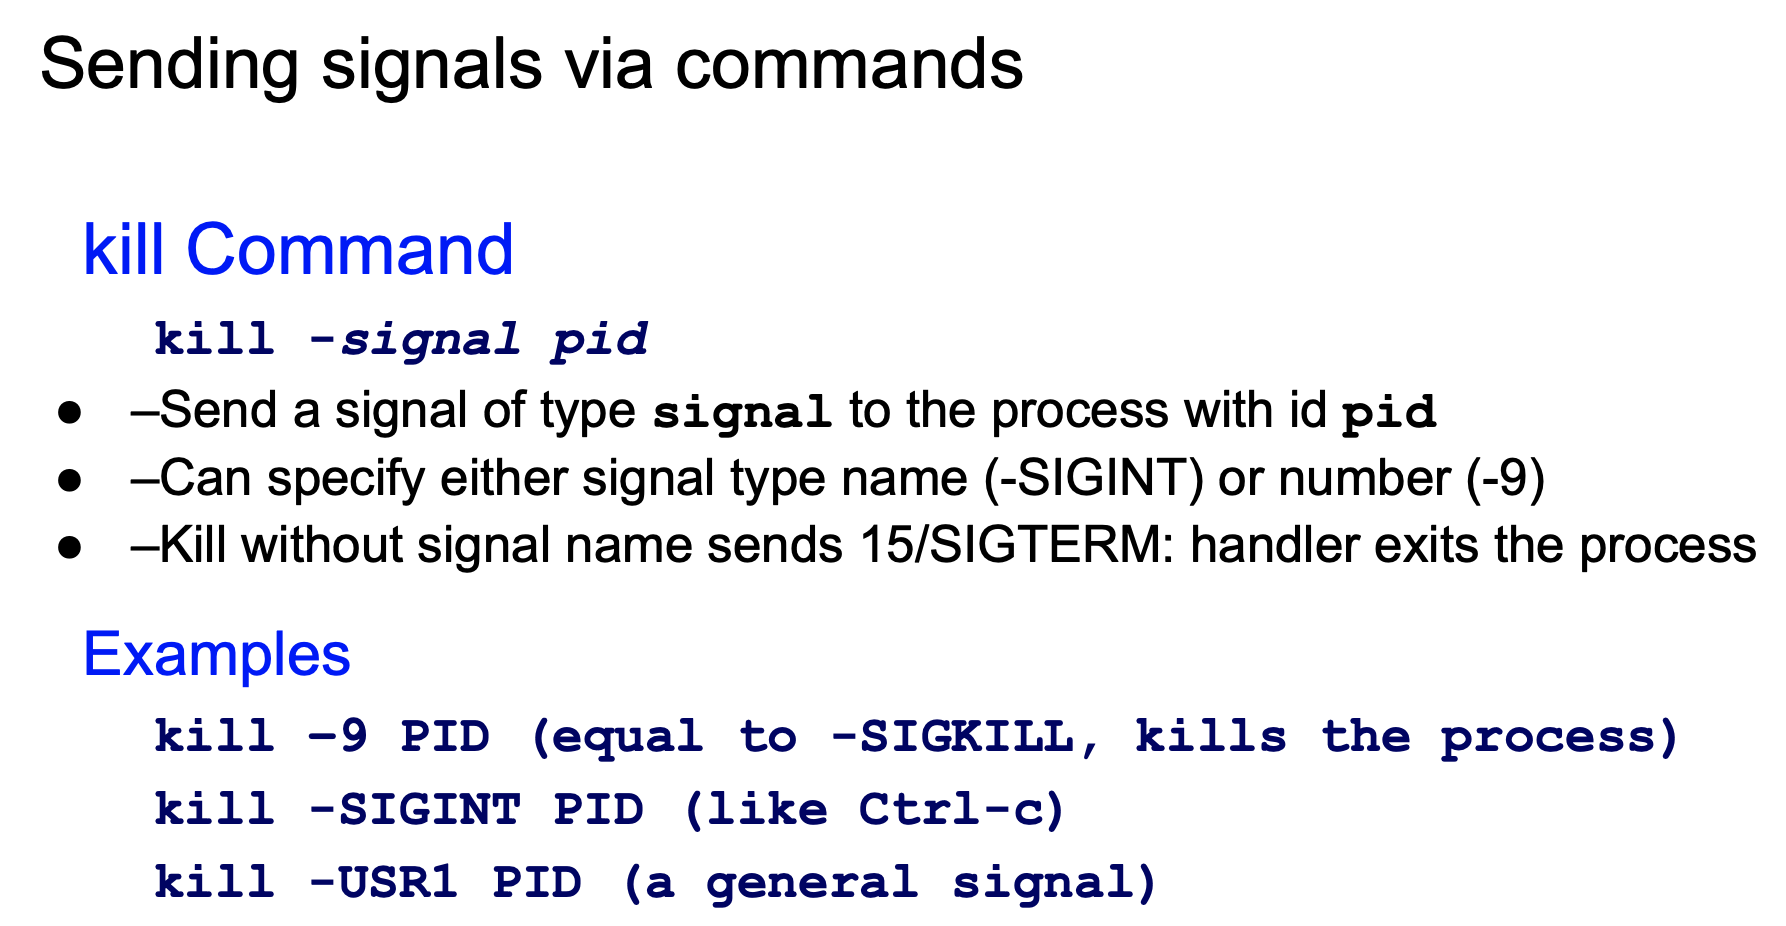 Sending signals via commands
kill Command
kill -signal pid
● –Send a signal of type signal to the process with id pid
● –Can specify either signal type name (-SIGINT) or number (-9)
● –Kill without signal name sends 15/SIGTERM: handler exits the process
Examples
kill –9 PID (equal to -SIGKILL, kills the process)
kill -SIGINT PID (like Ctrl-c)
kill -USR1 PID (a general signal)